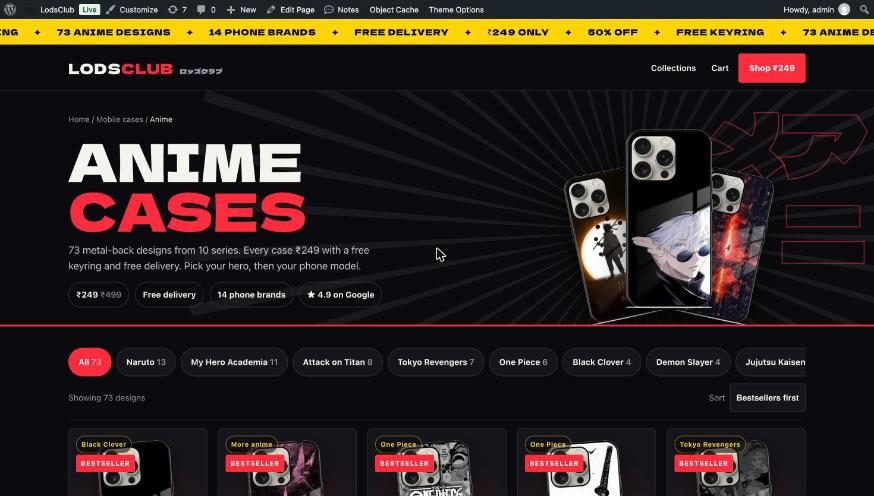 LodsClub Live Customize 7 0 New Edit Page Notes Object Cache Theme Options Howdy, admin
NG ✦ 73 ANIME DESIGNS ✦ 14 PHONE BRANDS ✦ FREE DELIVERY ✦ ₹249 ONLY ✦ 50% OFF ✦ FREE KEYRING ✦ 73 ANIME DE
LODSCLUB ロッズクラブ
Collections Cart Shop ₹249
Home / Mobile cases / Anime
ANIME
CASES
73 metal-back designs from 10 series. Every case ₹249 with a free
keyring and free delivery. Pick your hero, then your phone model.
₹249 ₹499 Free delivery 14 phone brands ★ 4.9 on Google
All 73 Naruto 13 My Hero Academia 11 Attack on Titan 8 Tokyo Revengers 7 One Piece 6 Black Clover 4 Demon Slayer 4 Jujutsu Kaisen
Showing 73 designs Sort Bestsellers first
Black Clover More anime One Piece One Piece Tokyo Revengers
BESTSELLER BESTSELLER BESTSELLER BESTSELLER BESTSELLER